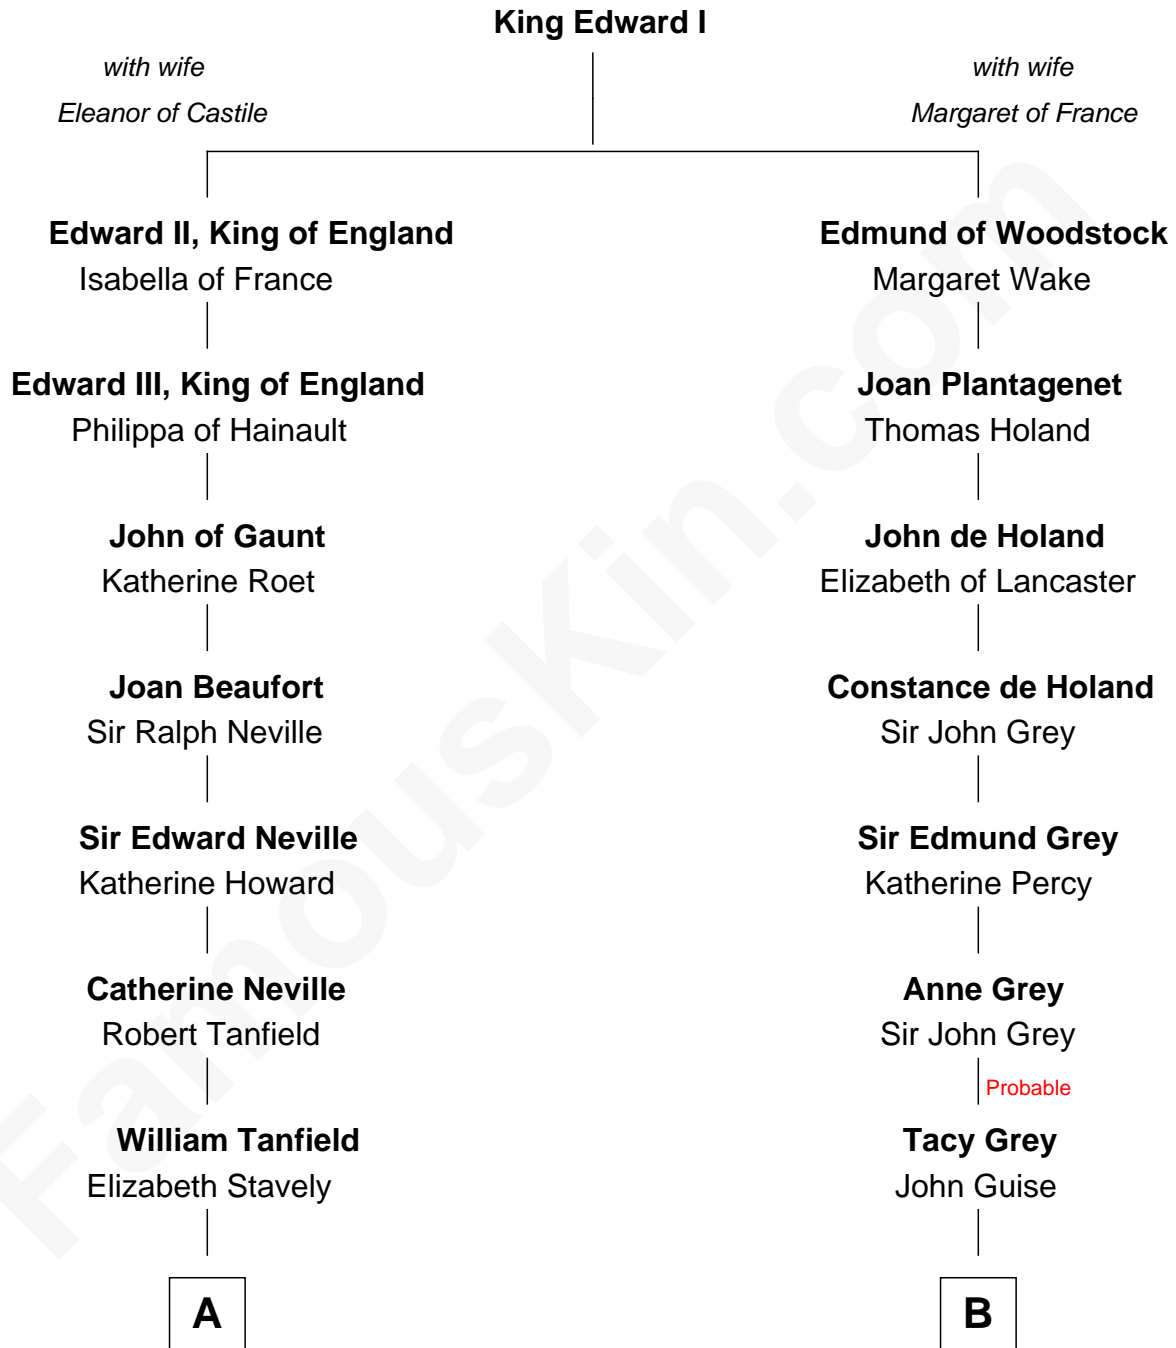 King Edward I
with wife
Eleanor of Castile
with wife
Margaret of France
Edward II, King of England
Isabella of France
Edmund of Woodstock
Margaret Wake
Edward III, King of England
Philippa of Hainault
Joan Plantagenet
Thomas Holand
John of Gaunt
Katherine Roet
John de Holand
Elizabeth of Lancaster
Joan Beaufort
Sir Ralph Neville
Constance de Holand
Sir John Grey
Sir Edward Neville
Katherine Howard
Sir Edmund Grey
Katherine Percy
Catherine Neville
Robert Tanfield
Anne Grey
Sir John Grey
Probable
William Tanfield
Elizabeth Stavely
Tacy Grey
John Guise
A
B
FamousKin.com